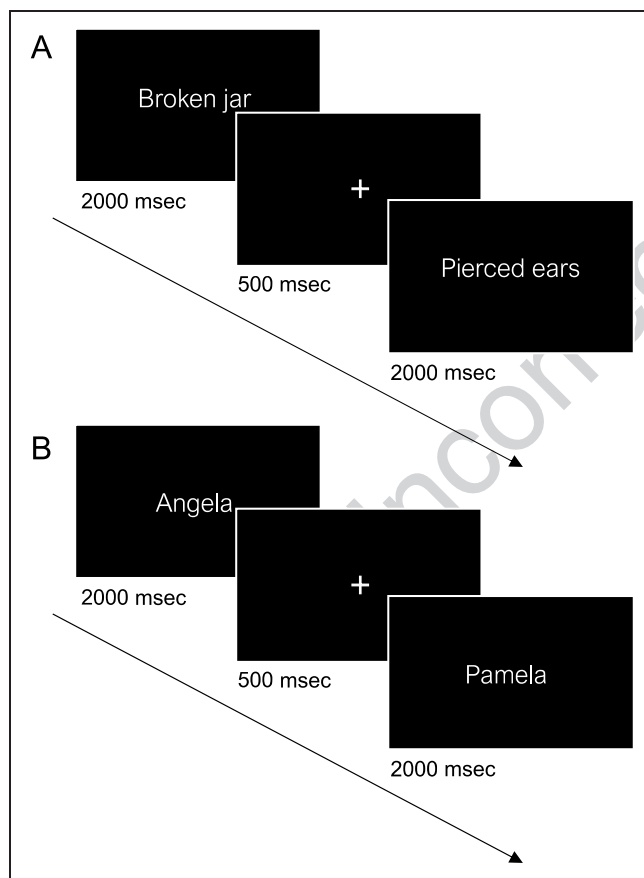 A
Broken jar
2000 msec
+
500 msec
Pierced ears
2000 msec
B
Angela
2000 msec
+
500 msec
Pamela
2000 msec